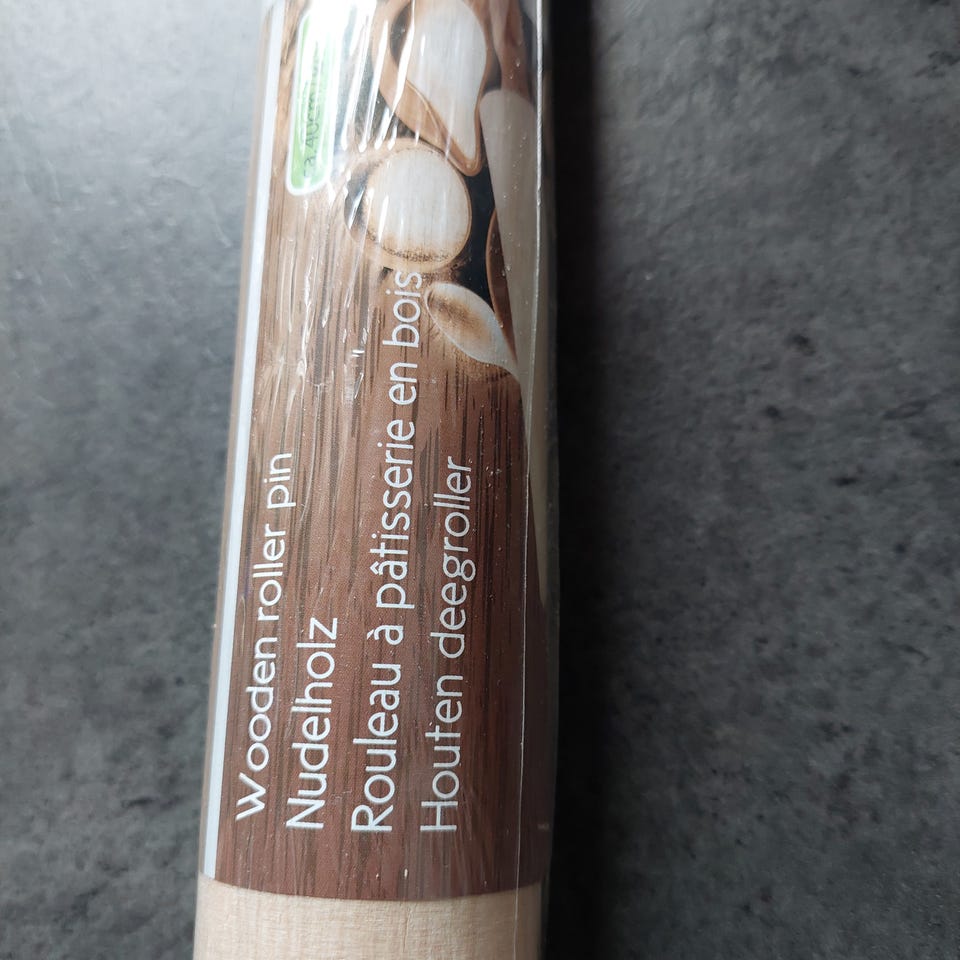 Wooden roller pin
Nudelholz
Rouleau à pâtisserie en bois
Houten deegroller